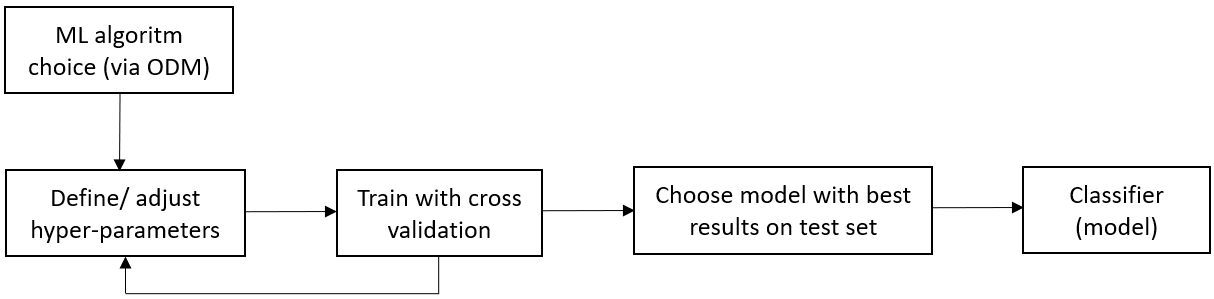 ML algoritm
choice (via ODM)
Define/ adjust
hyper-parameters
Train with cross
validation
Choose model with best
results on test set
Classifier
(model)